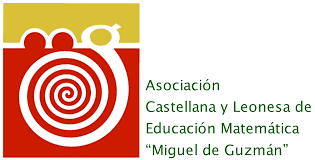 Asociación
Castellana y Leonesa de
Educación Matemática
“Miguel de Guzmán”